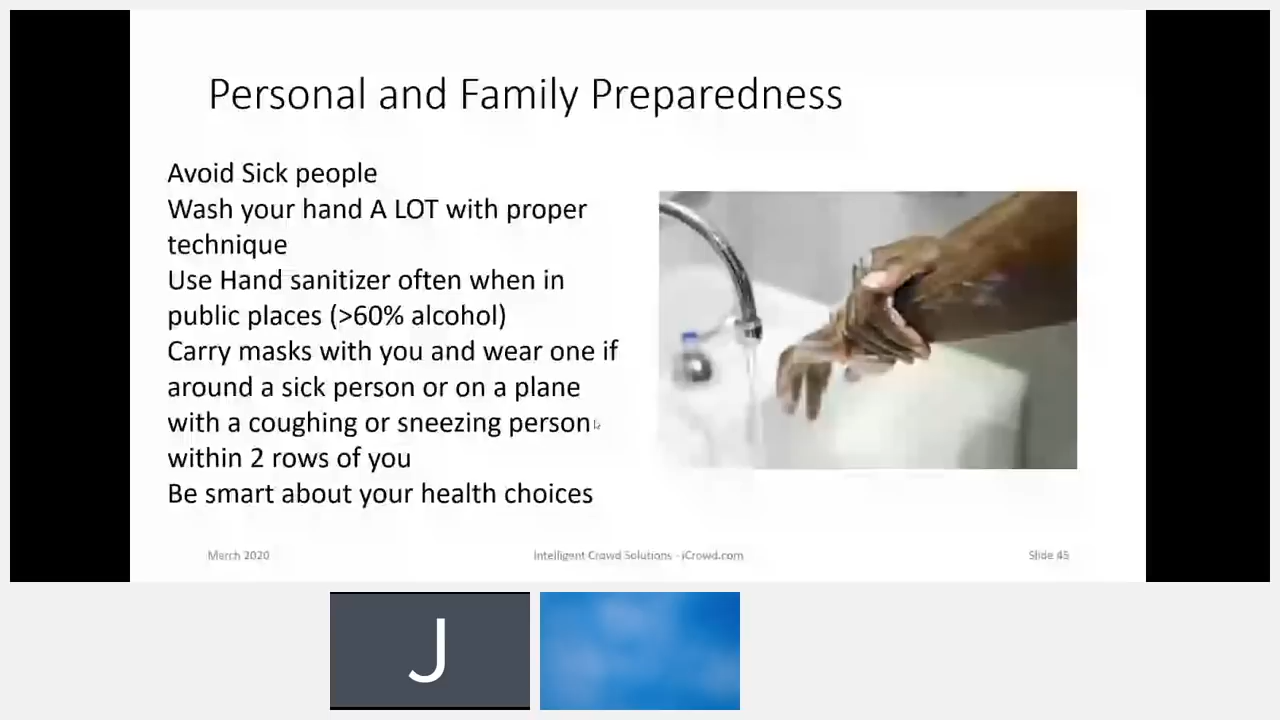 Personal and Family Preparedness
Avoid Sick people
Wash your hand A LOT with proper
technique
Use Hand sanitizer often when in
public places (>60% alcohol)
Carry masks with you and wear one if
around a sick person or on a plane
with a coughing or sneezing person
within 2 rows of you
Be smart about your health choices
March 2020
Intelligent Crowd Solutions - iCrowd.com
Slide 45
J